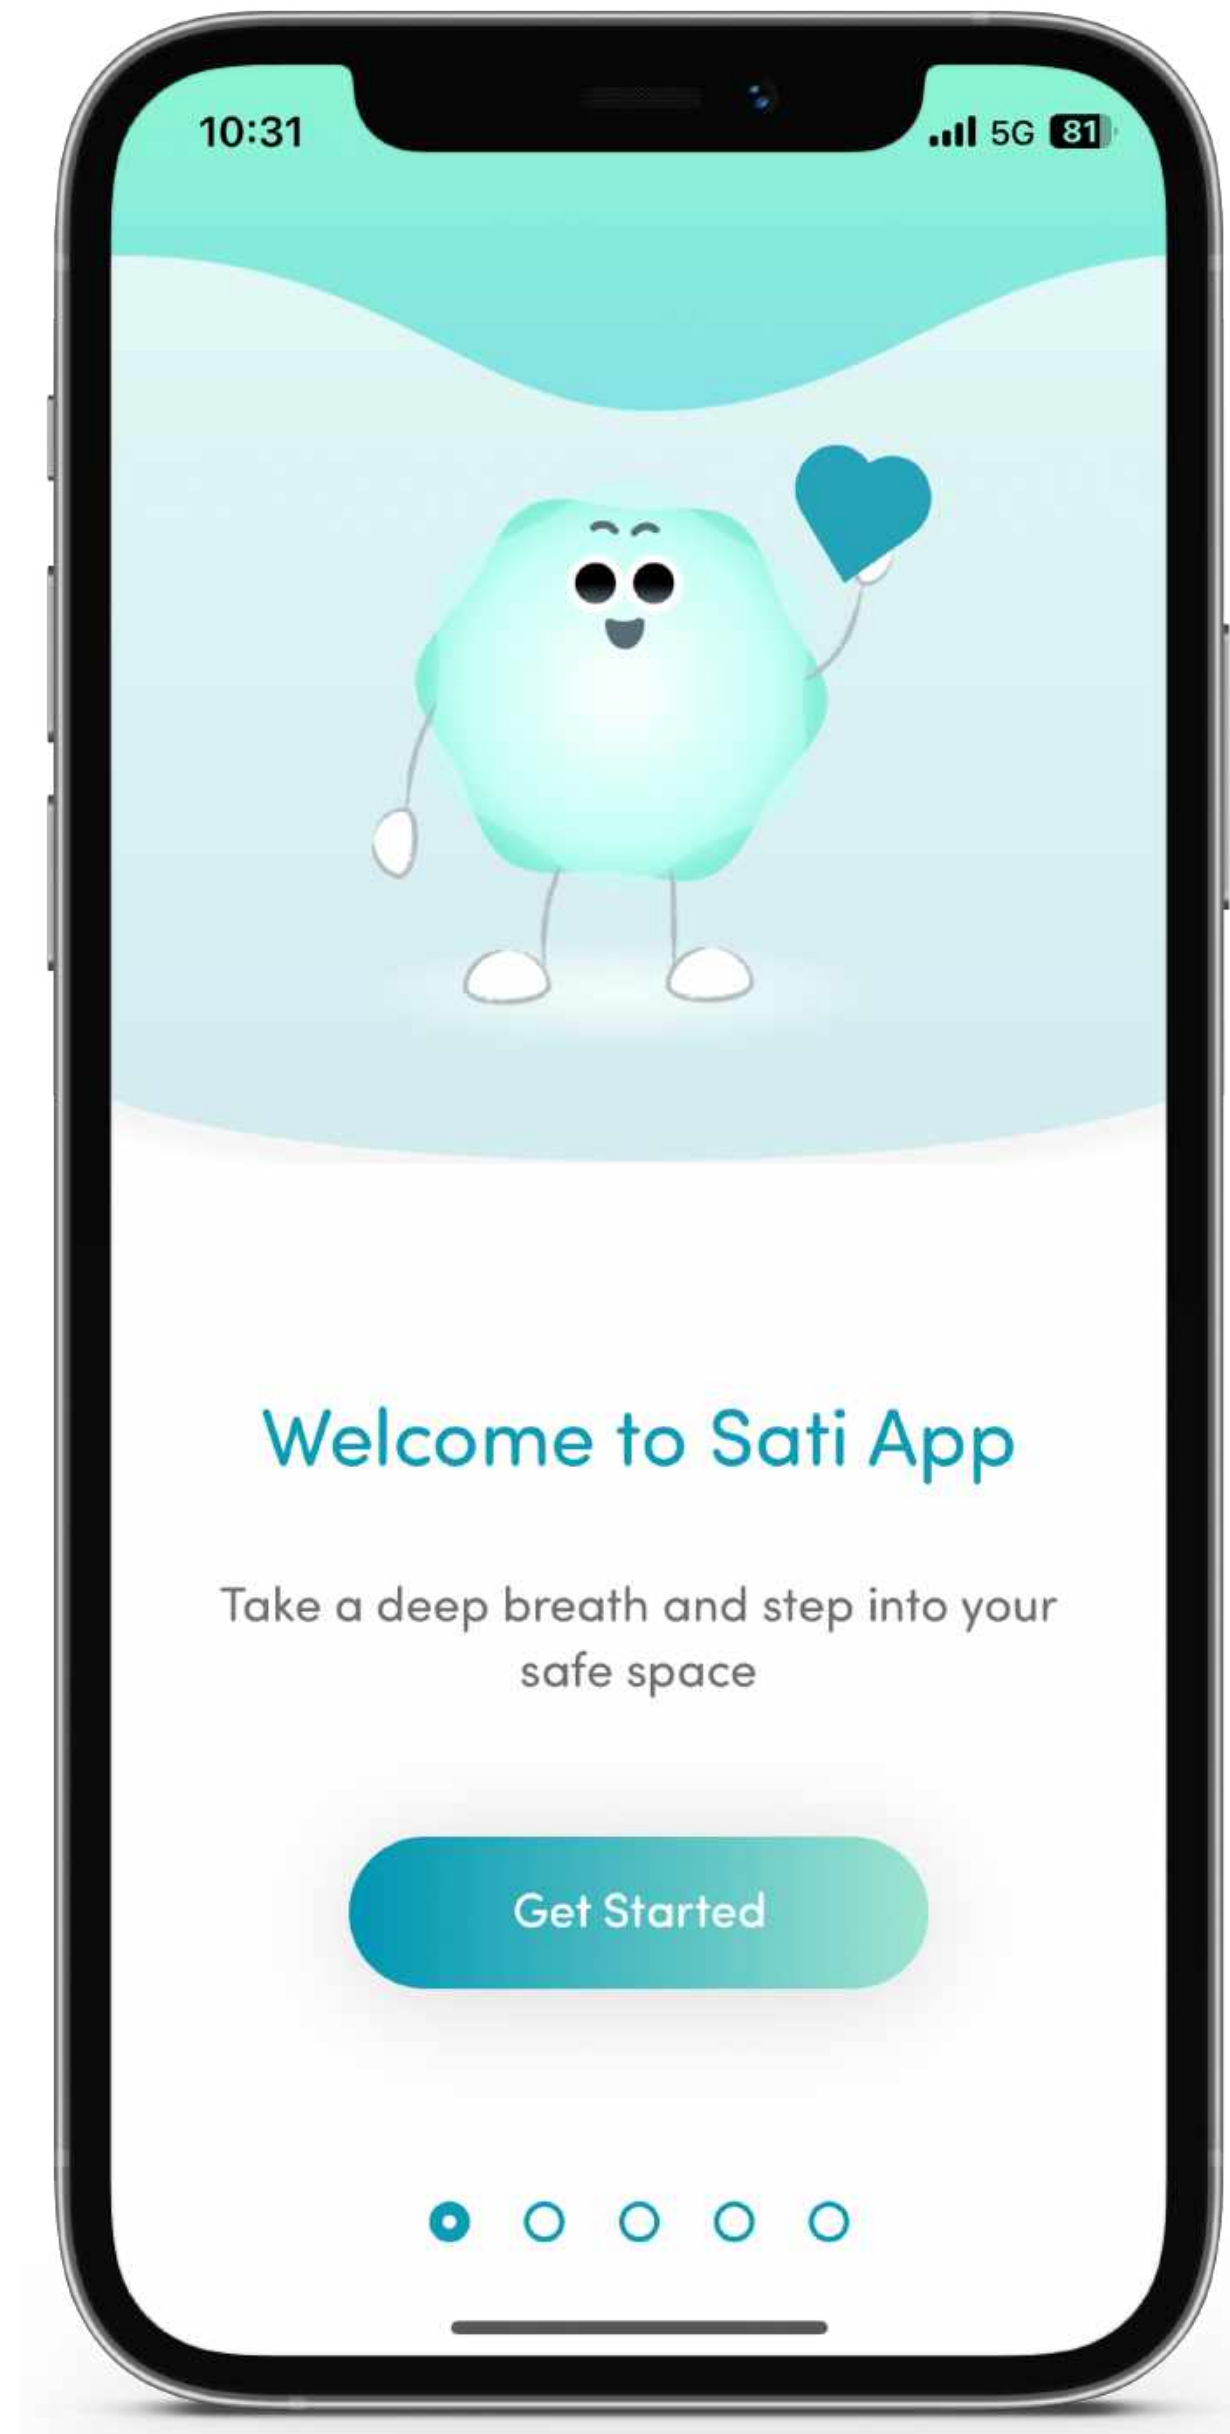 10:31 5G 81
Welcome to Sati App
Take a deep breath and step into your
safe space
Get Started